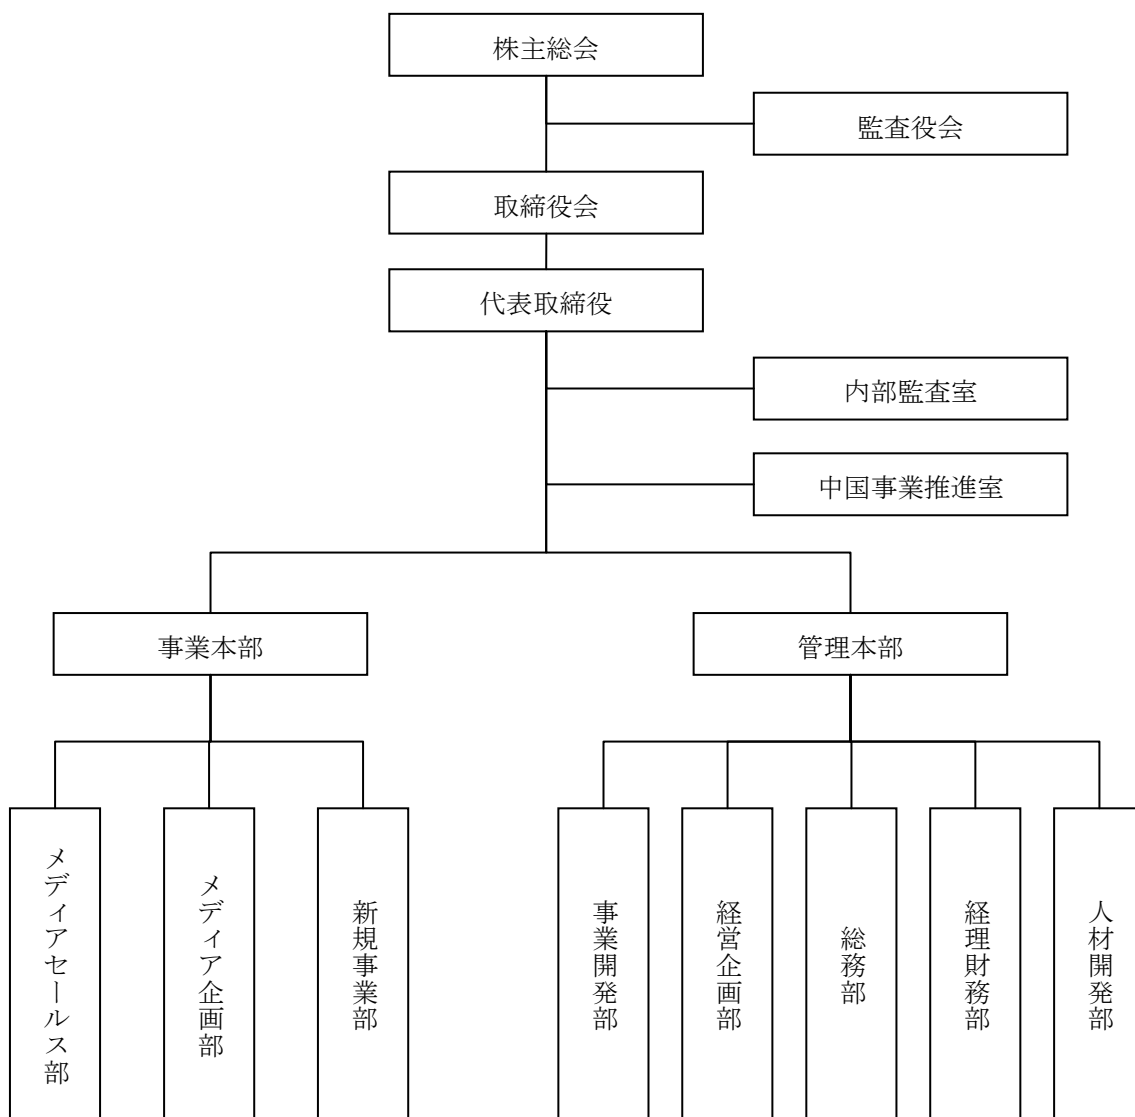 株主総会
監査役会
取締役会
代表取締役
内部監査室
中国事業推進室
事業本部
管理本部
メディアセールス部
メディア企画部
新規事業部
事業開発部
経営企画部
総務部
経理財務部
人材開発部